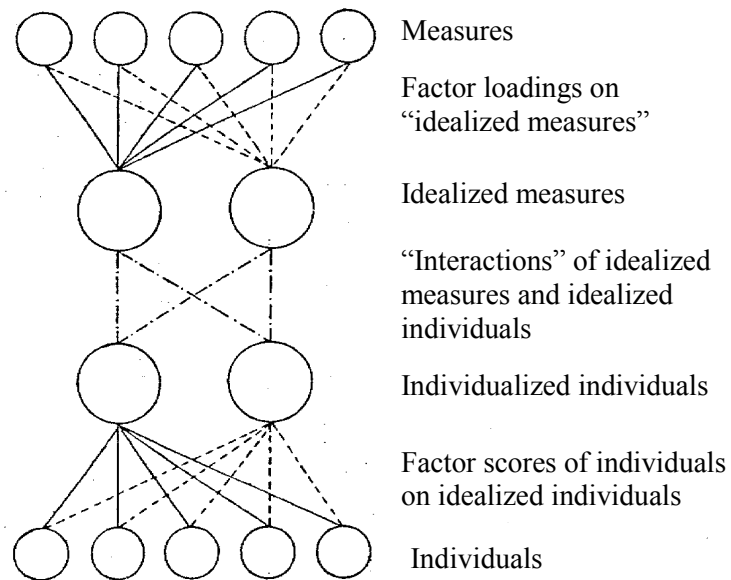 Measures
Factor loadings on
“idealized measures”
Idealized measures
“Interactions” of idealized
measures and idealized
individuals
Individualized individuals
Factor scores of individuals
on idealized individuals
Individuals